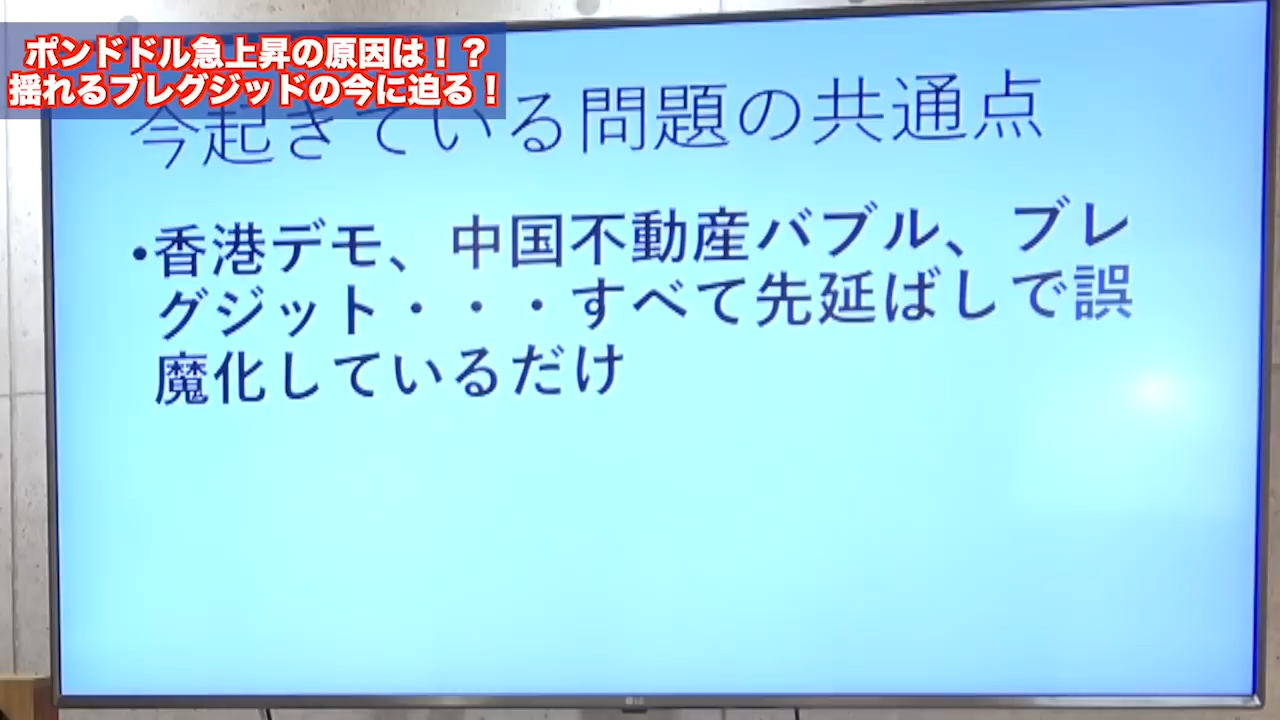 ポンドドル急上昇の原因は！？
揺れるブレグジッドの今に迫る！
今起きている問題の共通点
•香港デモ、中国不動産バブル、ブレ
グジット・・・すべて先延ばしで誤
魔化しているだけ
LG